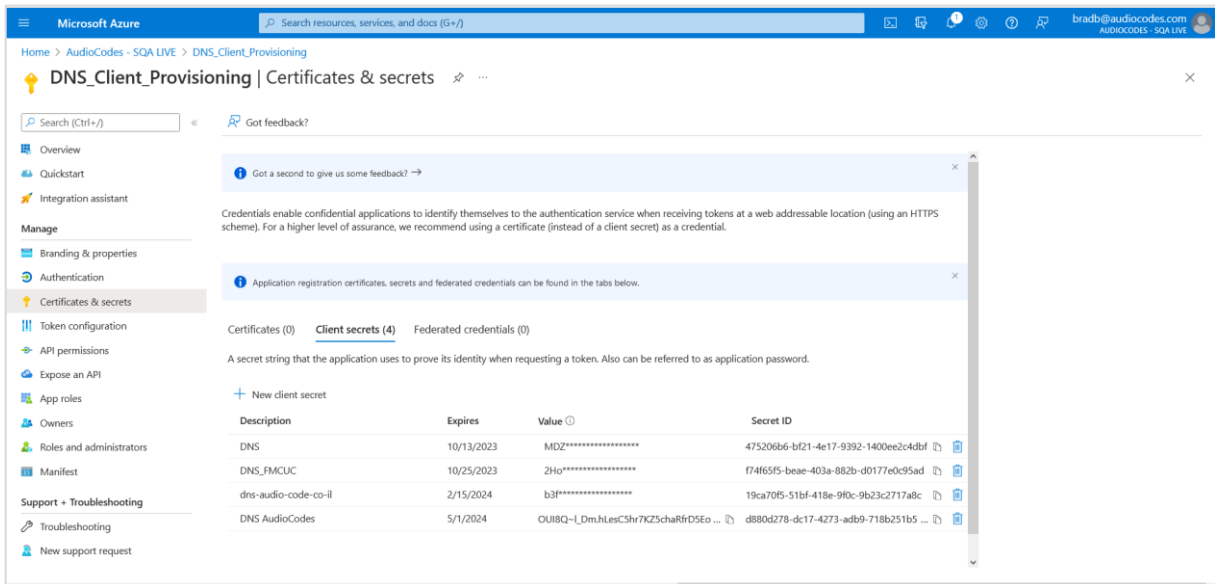 Microsoft Azure
Search resources, services, and docs (G+/)
1
bradb@audiocodes.com
AUDIOCODES - SQA LIVE
Home > AudioCodes - SQA LIVE > DNS_Client_Provisioning
DNS_Client_Provisioning | Certificates & secrets
Search (Ctrl+/)
Got feedback?
Overview
Quickstart
Integration assistant
Manage
Branding & properties
Authentication
Certificates & secrets
Token configuration
API permissions
Expose an API
App roles
Owners
Roles and administrators
Manifest
Support + Troubleshooting
Troubleshooting
New support request
Got a second to give us some feedback? →
Credentials enable confidential applications to identify themselves to the authentication service when receiving tokens at a web addressable location (using an HTTPS
scheme). For a higher level of assurance, we recommend using a certificate (instead of a client secret) as a credential.
Application registration certificates, secrets and federated credentials can be found in the tabs below.
Certificates (0) Client secrets (4) Federated credentials (0)
A secret string that the application uses to prove its identity when requesting a token. Also can be referred to as application password.
+ New client secret
Description Expires Value Secret ID
DNS 10/13/2023 MDZ****************** 475206b6-bf21-4e17-9392-1400ee2c4dbf
DNS_FMCUC 10/25/2023 2Ho****************** f74f65f5-beae-403a-882b-d0177e0c95ad
dns-audio-code-co-il 2/15/2024 b3f****************** 19ca70f5-51bf-418e-9f0c-9b23c2717a8c
DNS AudioCodes 5/1/2024 OUI8Q~l_Dm.hLesC5hr7KZ5chaRfrD5Eo ... d880d278-dc17-4273-adb9-718b251b5 ...